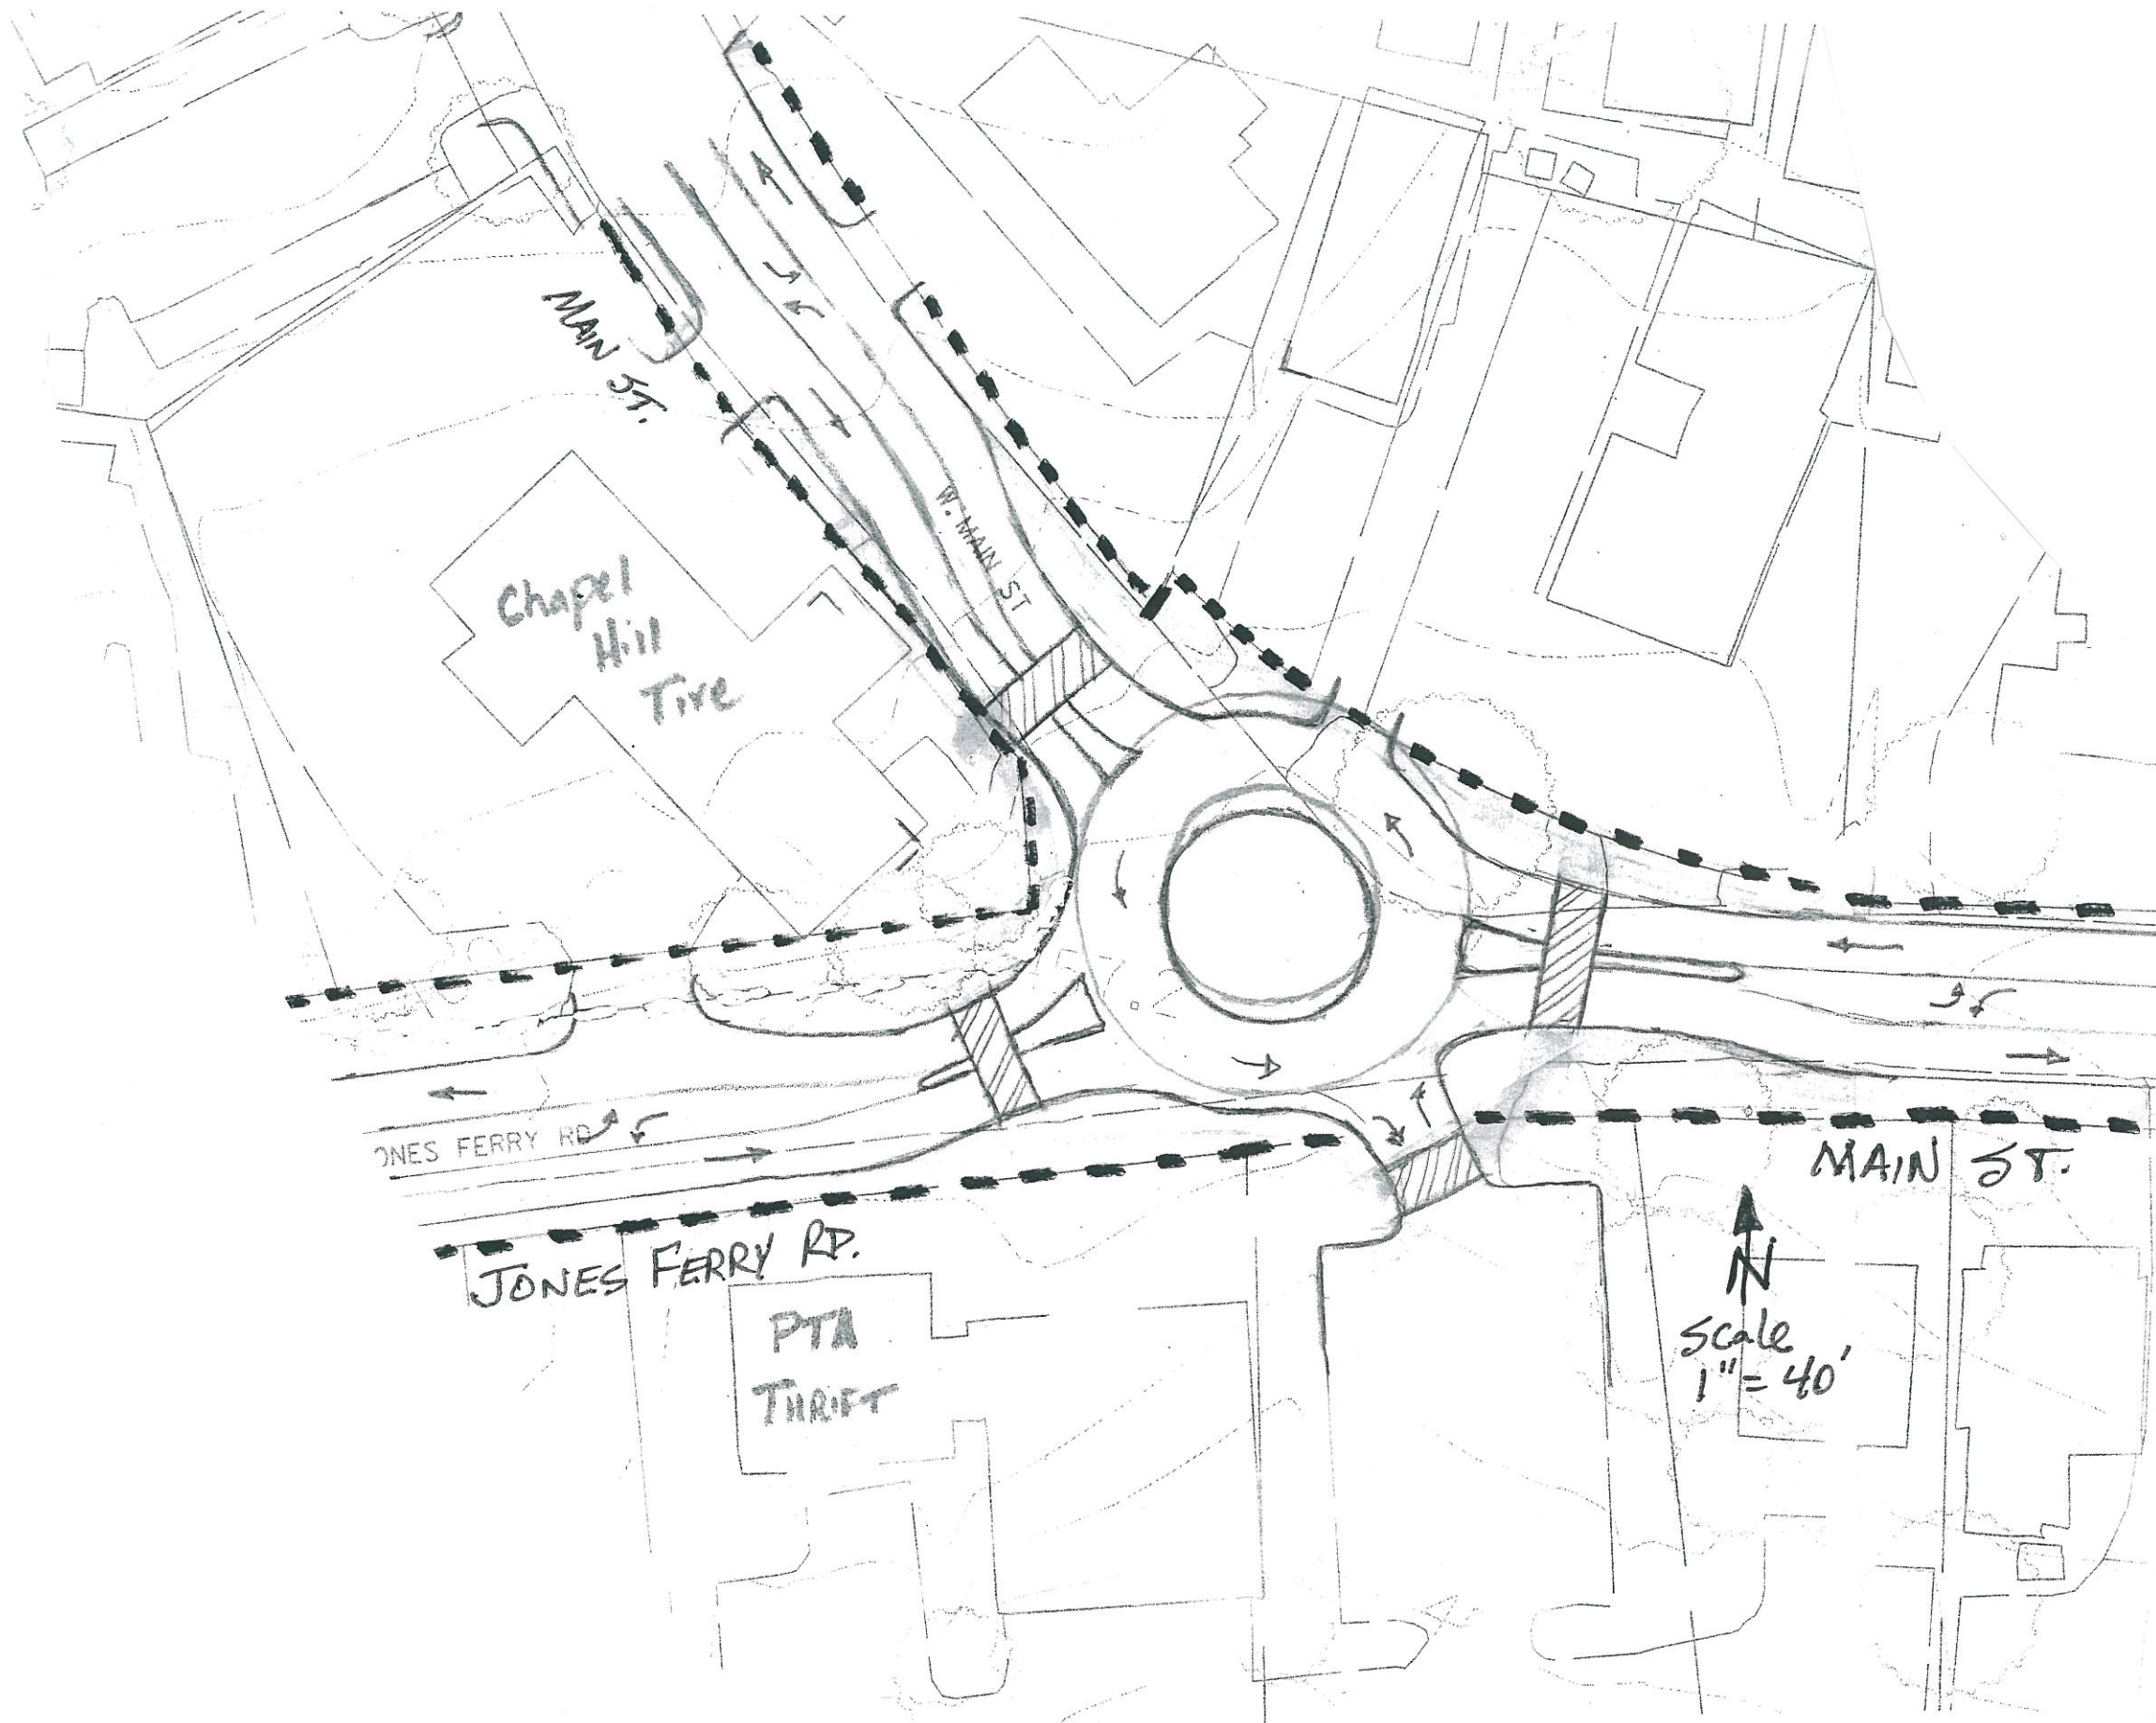 MAIN ST.
W. MAIN ST
Chapel
Hill
Tire
ONES FERRY RD
JONES FERRY RD.
PTA
THRIFT
MAIN ST.
N
Scale
1" = 40'